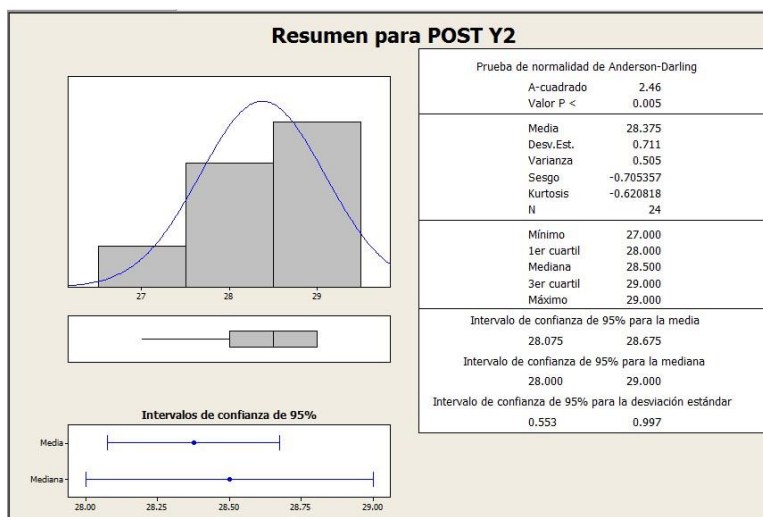 Resumen para POST Y2
27 28 29
Intervalos de confianza de 95%
Media
Mediana
28.00 28.25 28.50 28.75 29.00
Prueba de normalidad de Anderson-Darling
A-cuadrado 2.46
Valor P < 0.005
Media 28.375
Desv.Est. 0.711
Varianza 0.505
Sesgo -0.705357
Kurtosis -0.620818
N 24
Mínimo 27.000
1er cuartil 28.000
Mediana 28.500
3er cuartil 29.000
Máximo 29.000
Intervalo de confianza de 95% para la media
28.075 28.675
Intervalo de confianza de 95% para la mediana
28.000 29.000
Intervalo de confianza de 95% para la desviación estándar
0.553 0.997